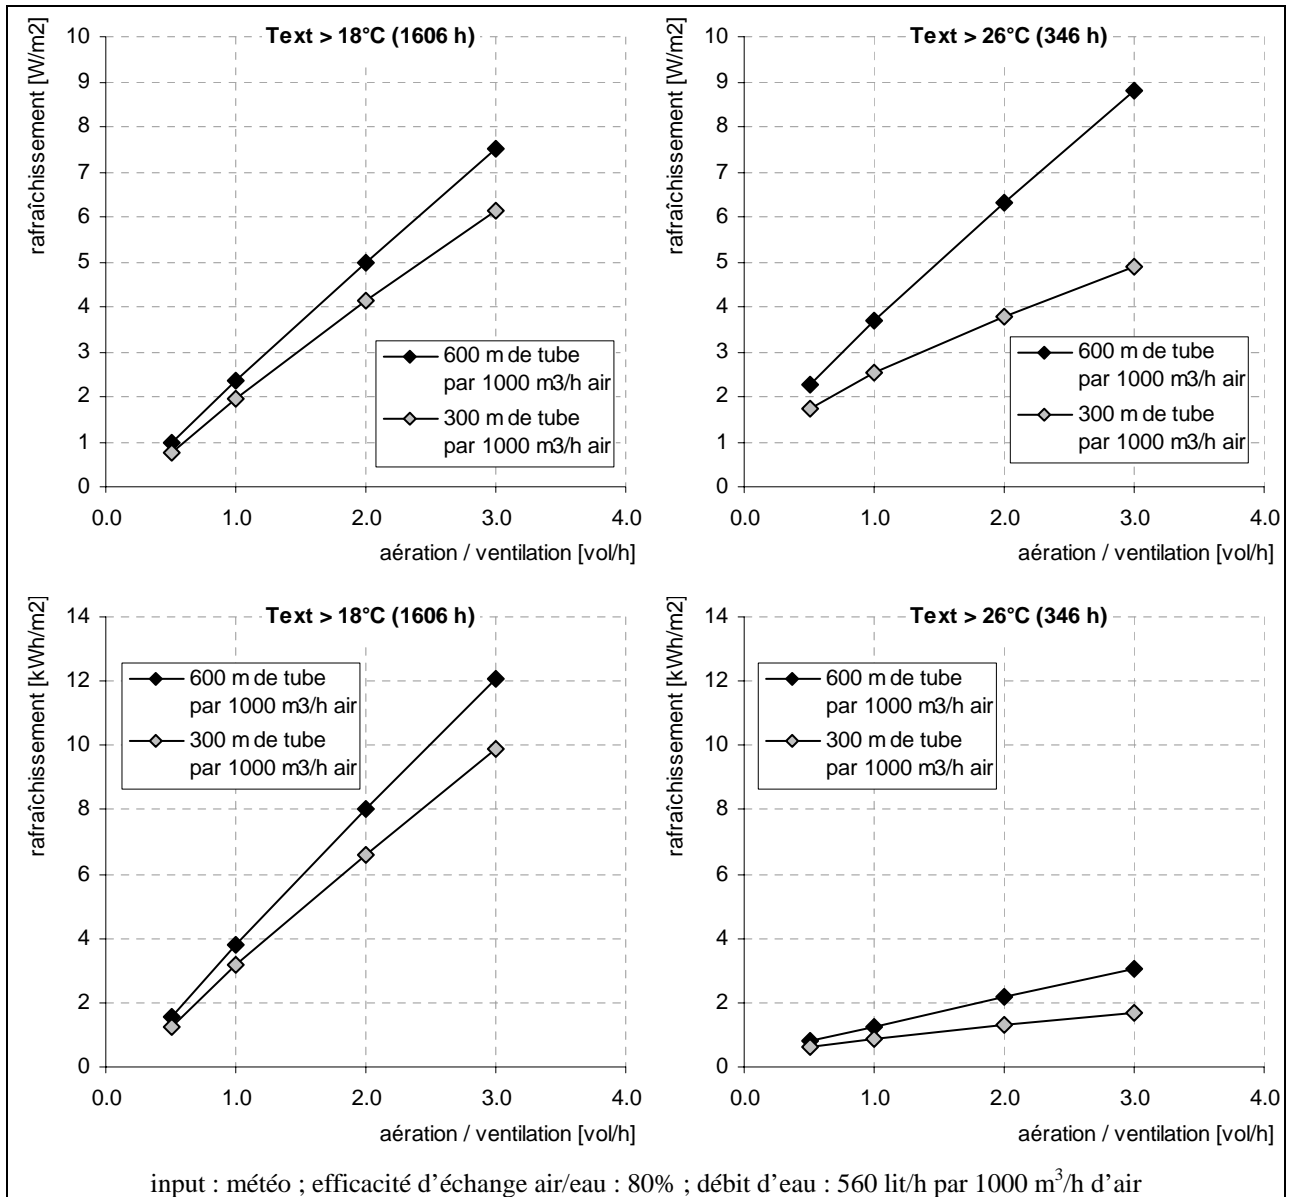 rafraîchissement [W/m2]
Text > 18°C (1606 h)
10
9
8
7
6
5
4
3
2
1
0
600 m de tube
par 1000 m3/h air
300 m de tube
par 1000 m3/h air
0.0 1.0 2.0 3.0 4.0
aération / ventilation [vol/h]
rafraîchissement [W/m2]
Text > 26°C (346 h)
10
9
8
7
6
5
4
3
2
1
0
600 m de tube
par 1000 m3/h air
300 m de tube
par 1000 m3/h air
0.0 1.0 2.0 3.0 4.0
aération / ventilation [vol/h]
rafraîchissement [kWh/m2]
Text > 18°C (1606 h)
14
12
10
8
6
4
2
0
600 m de tube
par 1000 m3/h air
300 m de tube
par 1000 m3/h air
0.0 1.0 2.0 3.0 4.0
aération / ventilation [vol/h]
rafraîchissement [kWh/m2]
Text > 26°C (346 h)
14
12
10
8
6
4
2
0
600 m de tube
par 1000 m3/h air
300 m de tube
par 1000 m3/h air
0.0 1.0 2.0 3.0 4.0
aération / ventilation [vol/h]
input : météo ; efficacité d'échange air/eau : 80% ; débit d'eau : 560 lit/h par 1000 m³/h d'air